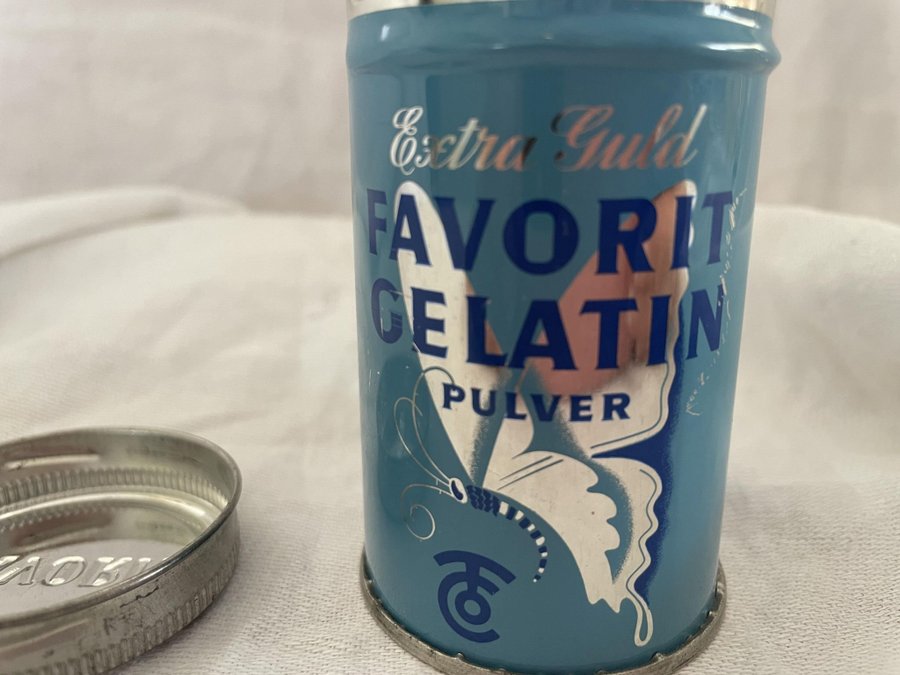 Extra Guld
FAVORIT
GELATIN
PULVER